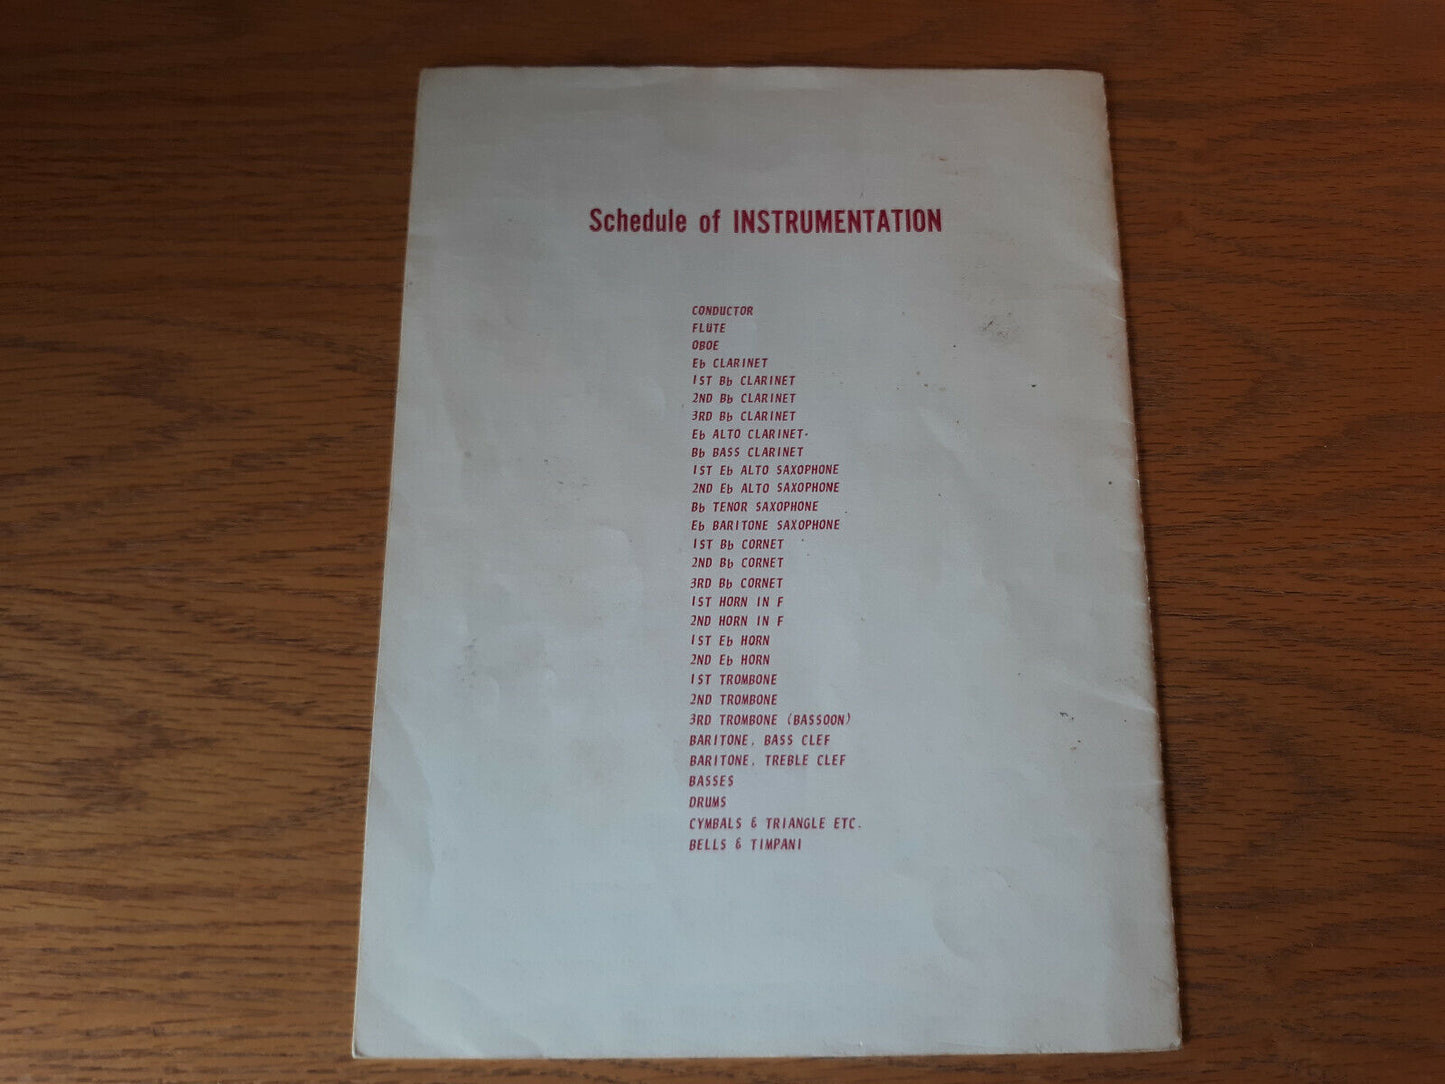 Schedule of INSTRUMENTATION
CONDUCTOR
FLUTE
OBOE
Eb CLARINET
1ST Bb CLARINET
2ND Bb CLARINET
3RD Bb CLARINET
Eb ALTO CLARINET.
Bb BASS CLARINET
1ST Eb ALTO SAXOPHONE
2ND Eb ALTO SAXOPHONE
Bb TENOR SAXOPHONE
Eb BARITONE SAXOPHONE
1ST Bb CORNET
2ND Bb CORNET
3RD Bb CORNET
1ST HORN IN F
2ND HORN IN F
1ST Eb HORN
2ND Eb HORN
1ST TROMBONE
2ND TROMBONE
3RD TROMBONE (BASSOON)
BARITONE, BASS CLEF
BARITONE, TREBLE CLEF
BASSES
DRUMS
CYMBALS & TRIANGLE ETC.
BELLS & TIMPANI